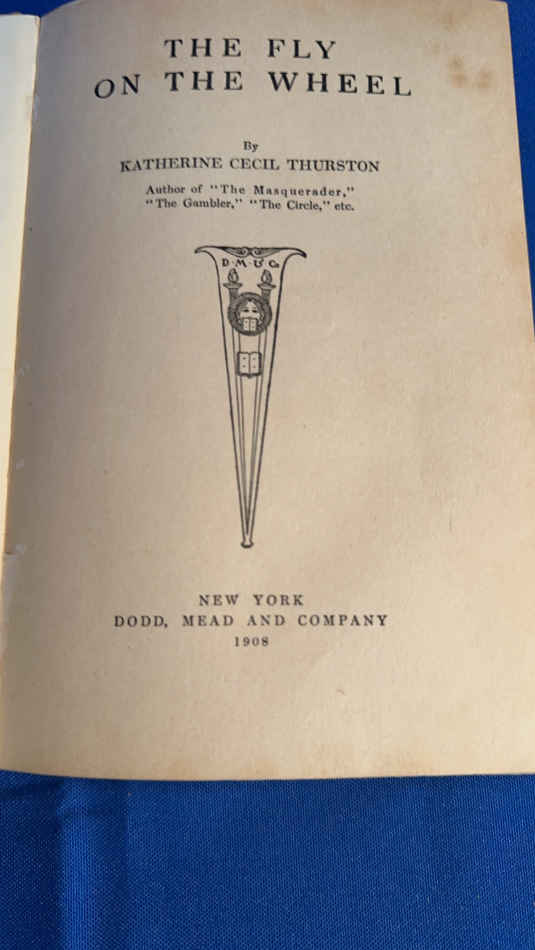 THE FLY
ON THE WHEEL
By
KATHERINE CECIL THURSTON
Author of "The Masquerader,"
"The Gambler," "The Circle," etc.
D·M·&·Co
NEW YORK
DODD, MEAD AND COMPANY
1908